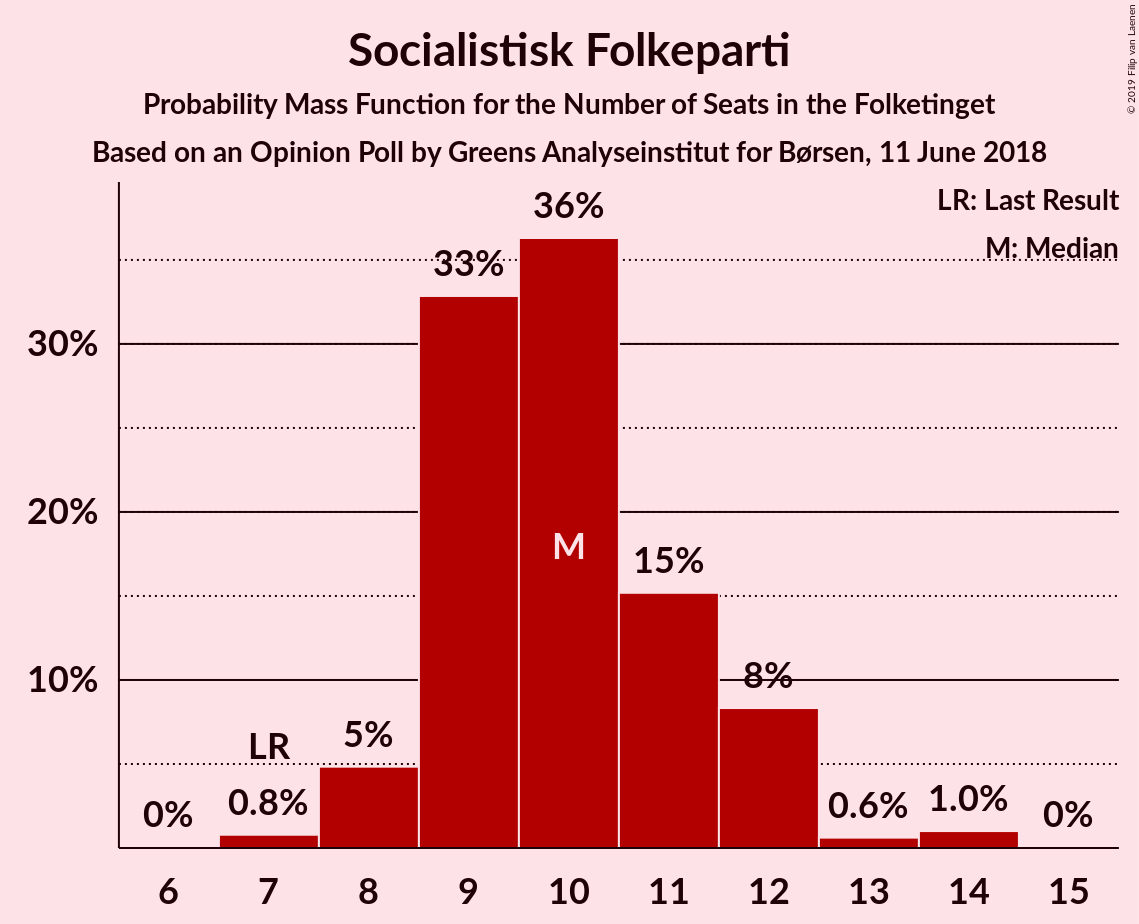 Socialistisk Folkeparti
Probability Mass Function for the Number of Seats in the Folketinget
Based on an Opinion Poll by Greens Analyseinstitut for Børsen, 11 June 2018
© 2019 Filip van Laenen
LR: Last Result
M: Median
36%
33%
30%
20%
M
15%
10%
8%
5%
LR
0%
0.8%
0.6%
1.0%
0%
6 7 8 9 10 11 12 13 14 15